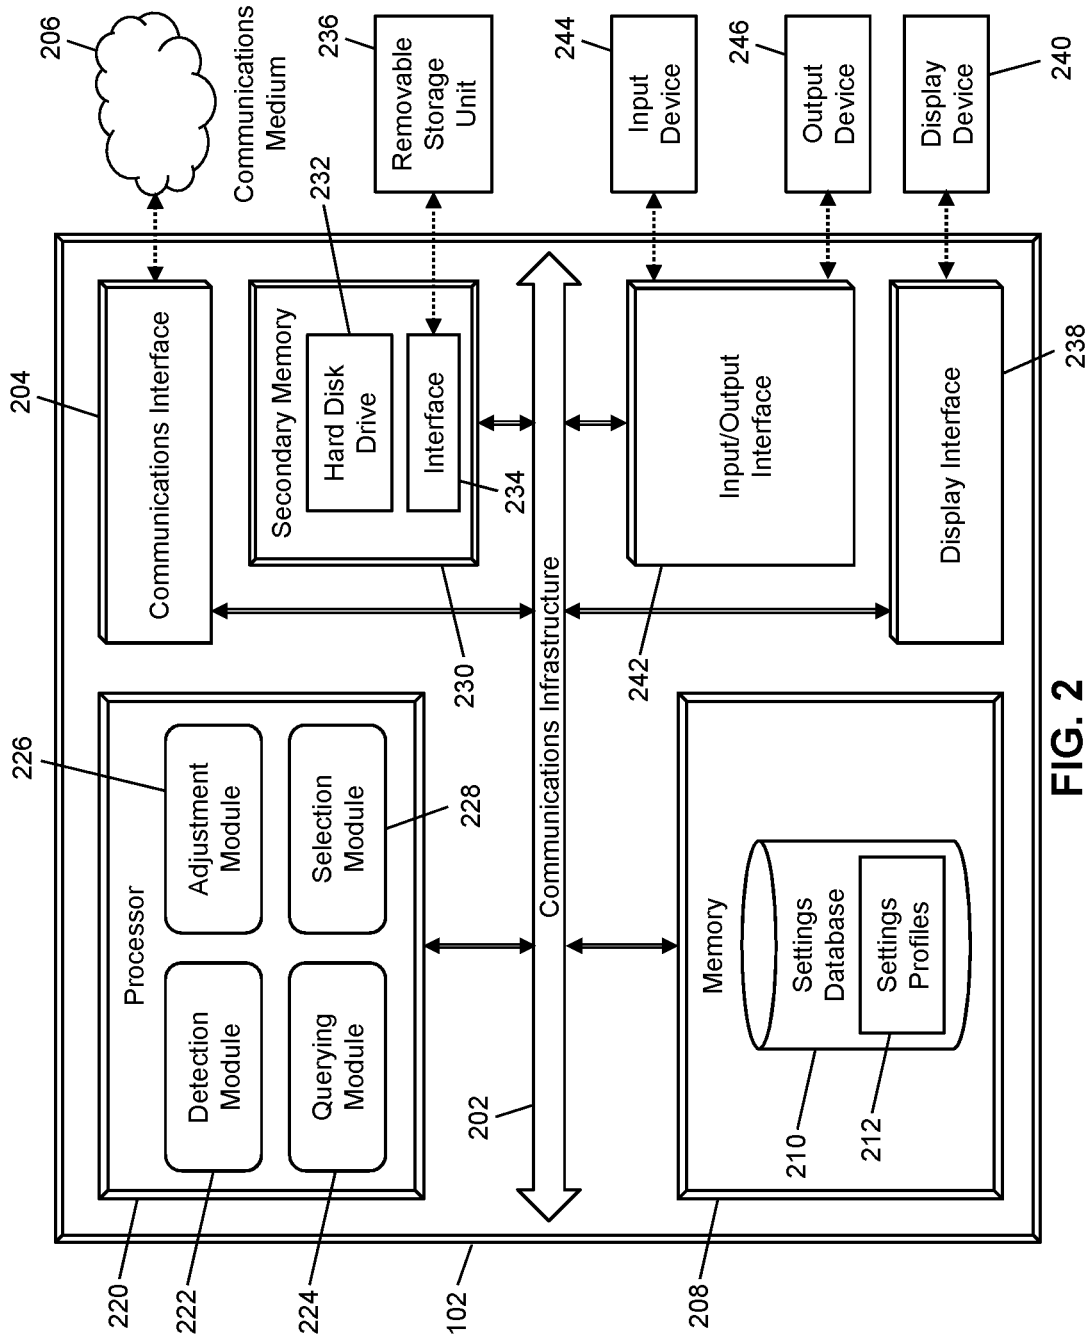 220
222
224
102
208
Processor
Detection
Module
226
Adjustment
Module
Querying
Module
Selection
Module
228
204
Communications Interface
206
Communications
Medium
Secondary Memory
Hard Disk
Drive
232
Interface
234
230
236
Removable
Storage
Unit
202
Communications Infrastructure
Memory
Settings
Database
Settings
Profiles
210
212
242
Input/Output
Interface
244
Input
Device
246
Output
Device
Display Interface
238
Display
Device
240
FIG. 2